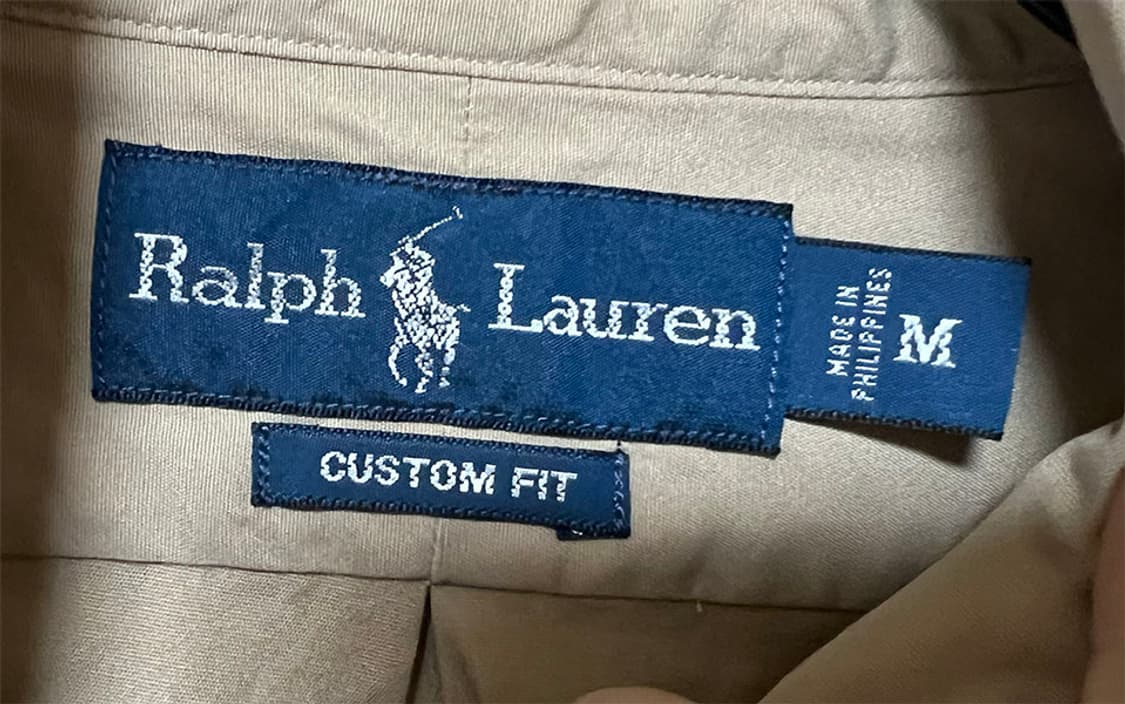 Ralph Lauren
MADE IN
PHILIPPINES
M
CUSTOM FIT